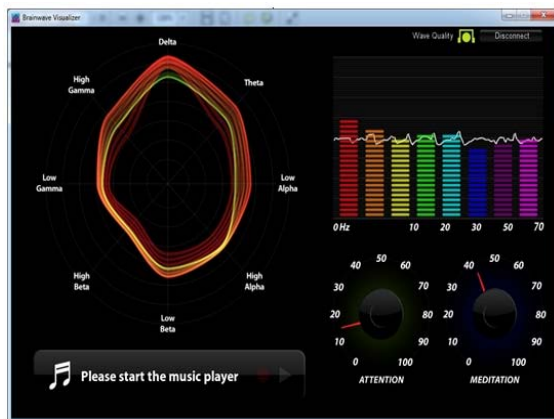 Brainwave Visualizer
Wave Quality Disconnect
Delta
High Gamma
Theta
Low Gamma
Low Alpha
High Beta
High Alpha
Low Beta
0 Hz 10 20 30 50 70
0 10 20 30 40 50 60 70 80 90 100
ATTENTION
0 10 20 30 40 50 60 70 80 90 100
MEDITATION
Please start the music player